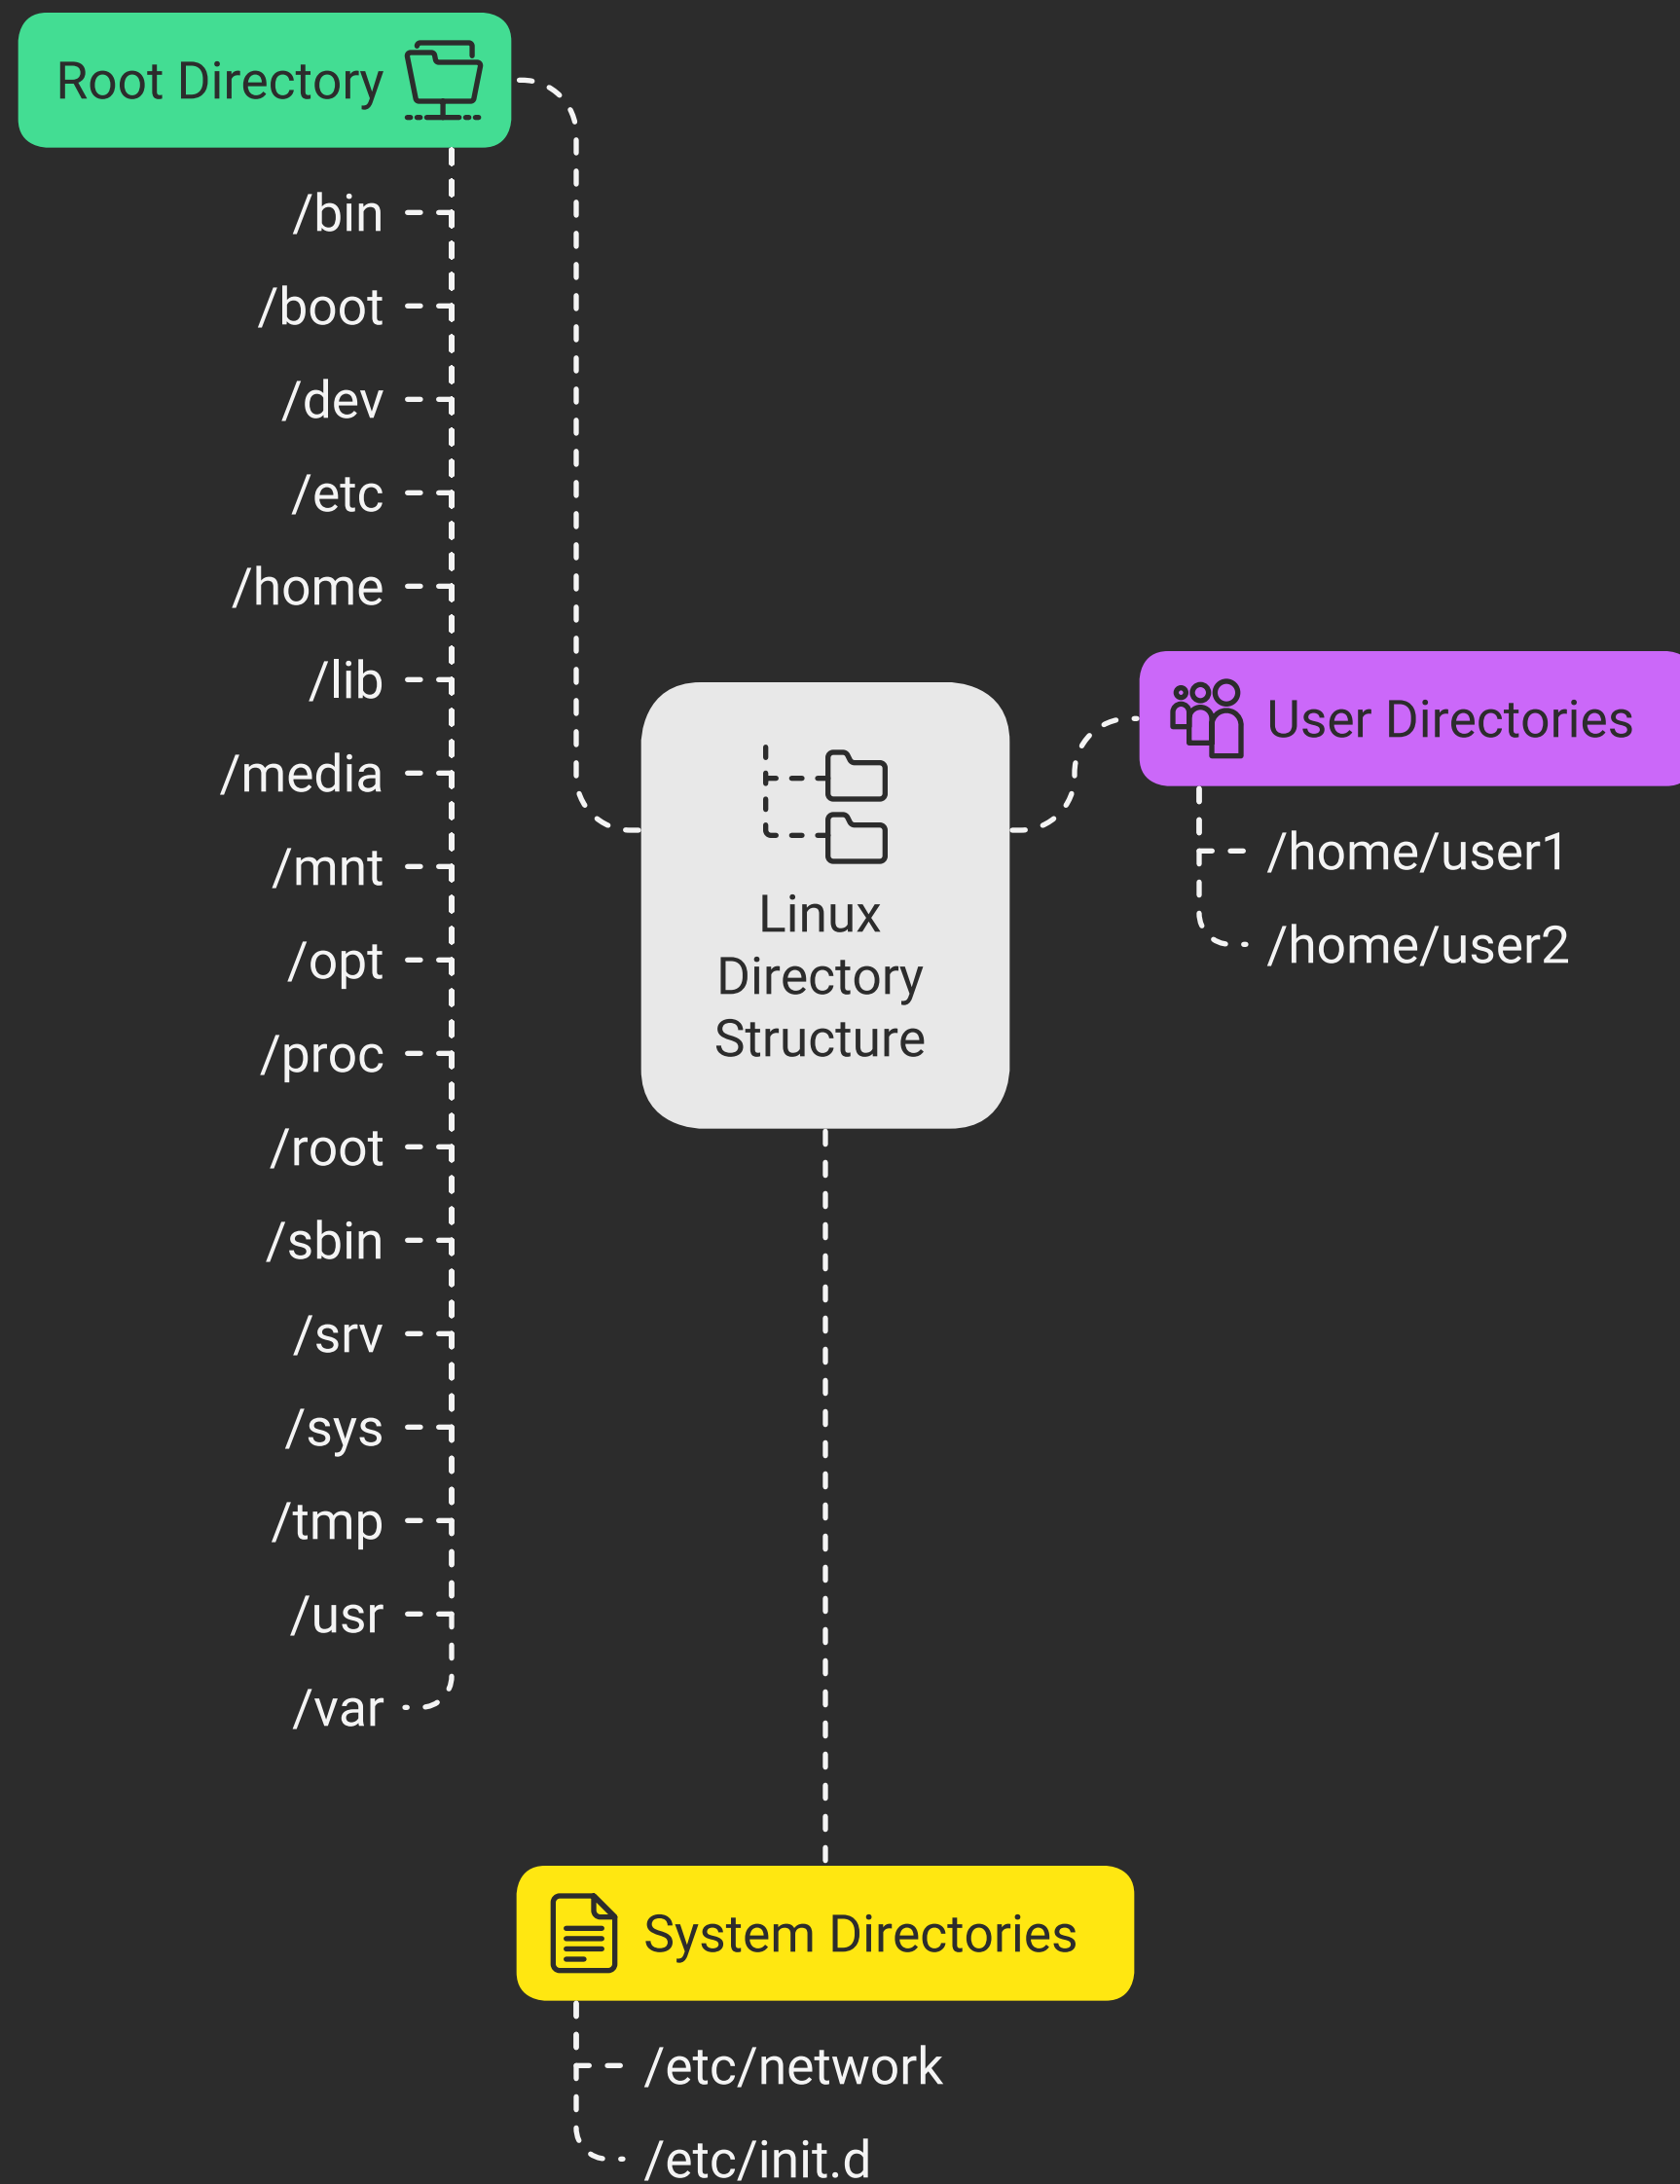 Root Directory
/bin
/boot
/dev
/etc
/home
/lib
/media
/mnt
/opt
/proc
/root
/sbin
/srv
/sys
/tmp
/usr
/var
Linux
Directory
Structure
User Directories
/home/user1
/home/user2
System Directories
/etc/network
/etc/init.d